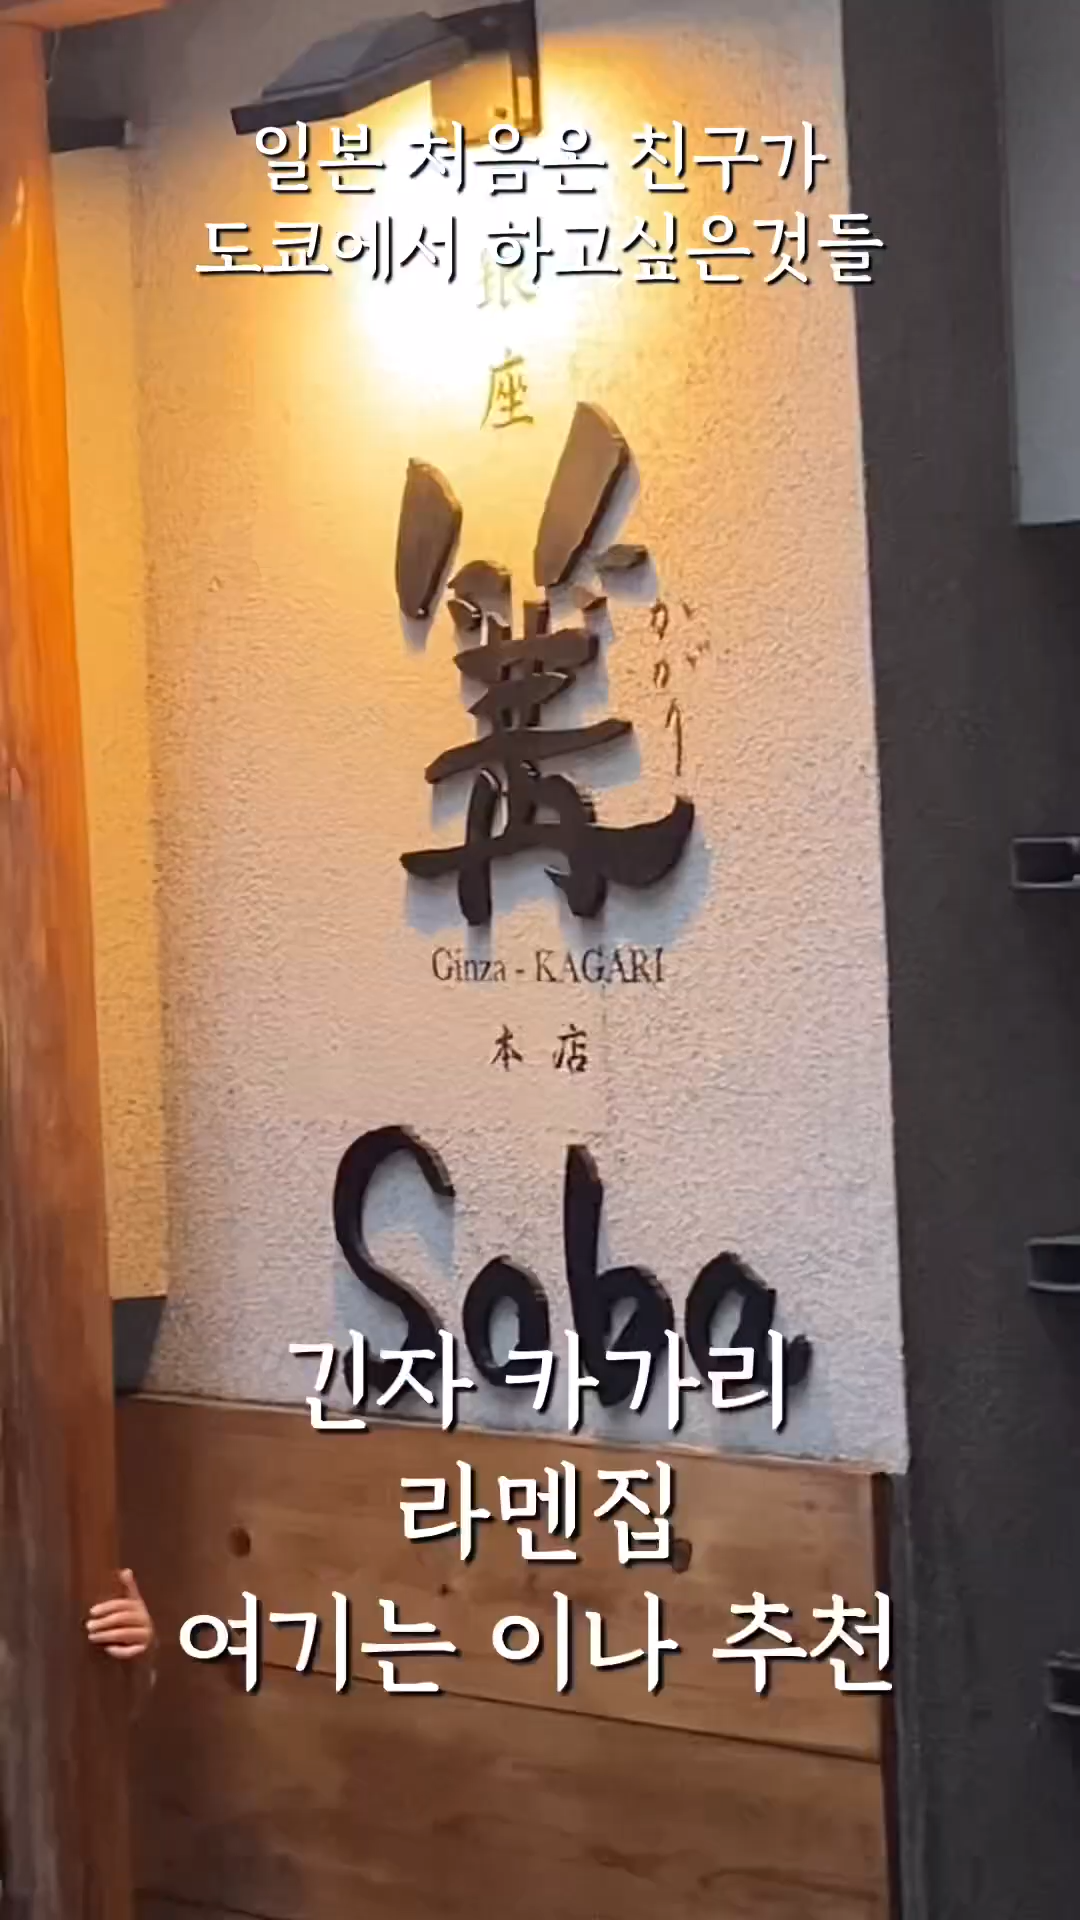 일본 처음온 친구가
도쿄에서 하고싶은것들
銀座
篝
かがり
Ginza - KAGARI
本店
Soba
긴자 카가리
라멘집
여기는 이나 추천